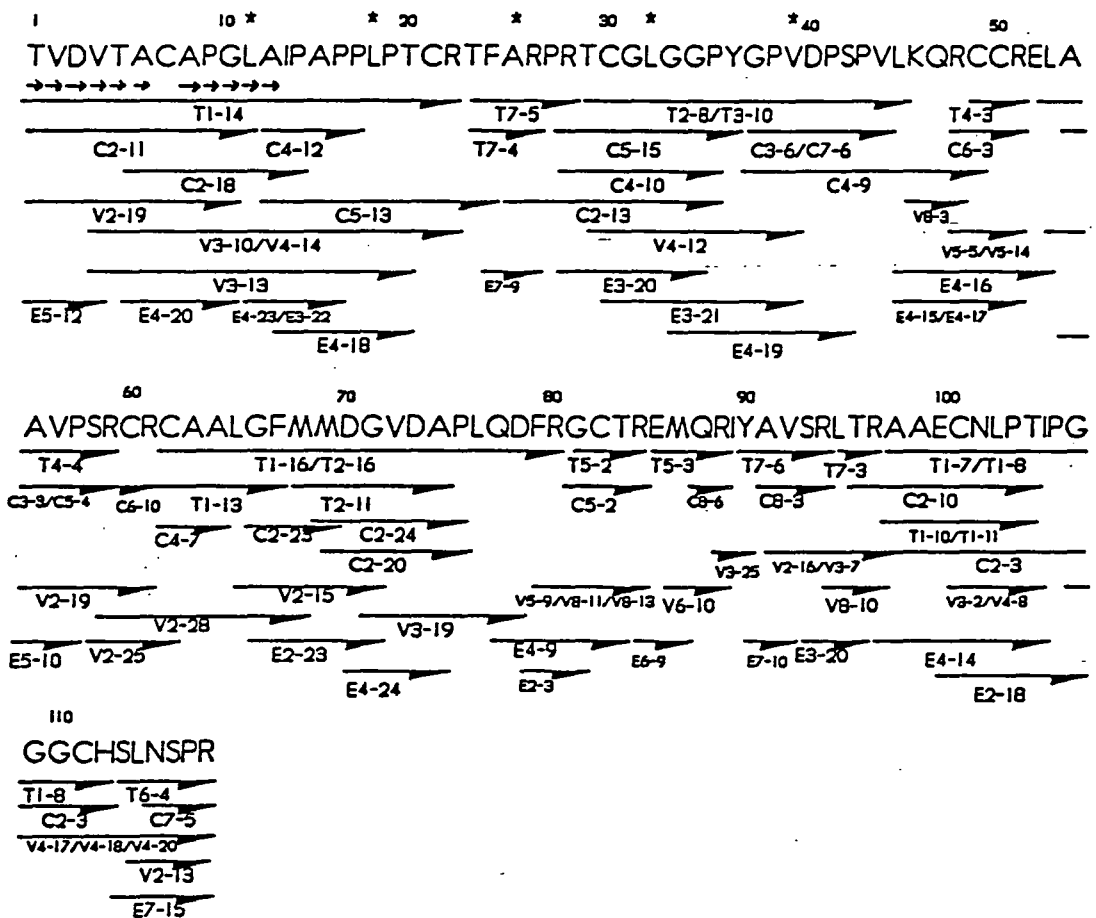 1 10 * * 20 * 30 * * 40 50
TVDVTACAPGLAIPAPPLPTCRTFARPRTCGLGGPYGPVDPSPVLKQRCCRELA
T1-14 T7-5 T2-8/T3-10 T4-3
C2-11 C4-12 T7-4 C5-15 C3-6/C7-6 C6-3
C2-18 C4-10 C4-9
V2-19 C5-13 C2-13 V8-3
V3-10/V4-14 V4-12 V5-5/V5-14
V3-13 E7-9 E3-20 E4-16
E5-12 E4-20 E4-23/E3-22 E3-21 E4-15/E4-17
E4-18 E4-19
60 70 80 90 100
AVPSRCRCAALGFMMDGVDAPLQDFRGCTREMQRIYAVSRLTRAAECNLPTIPG
T4-4 T1-16/T2-16 T5-2 T5-3 T7-6 T7-3 T1-7/T1-8
C3-3/C5-4 C6-10 T1-13 T2-11 C5-2 C8-6 C8-3 C2-10
C4-7 C2-25 C2-24 T1-10/T1-11
C2-20 V3-25 V2-16/V3-7 C2-3
V2-19 V2-15 V5-9/V8-11/V8-13 V6-10 V8-10 V3-2/V4-8
V2-28 V3-19
E5-10 V2-25 E2-23 E4-9 E6-9 E7-10 E3-20 E4-14
E4-24 E2-3 E2-18
110
GGCHSLNSPR
T1-8 T6-4
C2-3 C7-5
V4-17/V4-18/V4-20
V2-13
E7-15